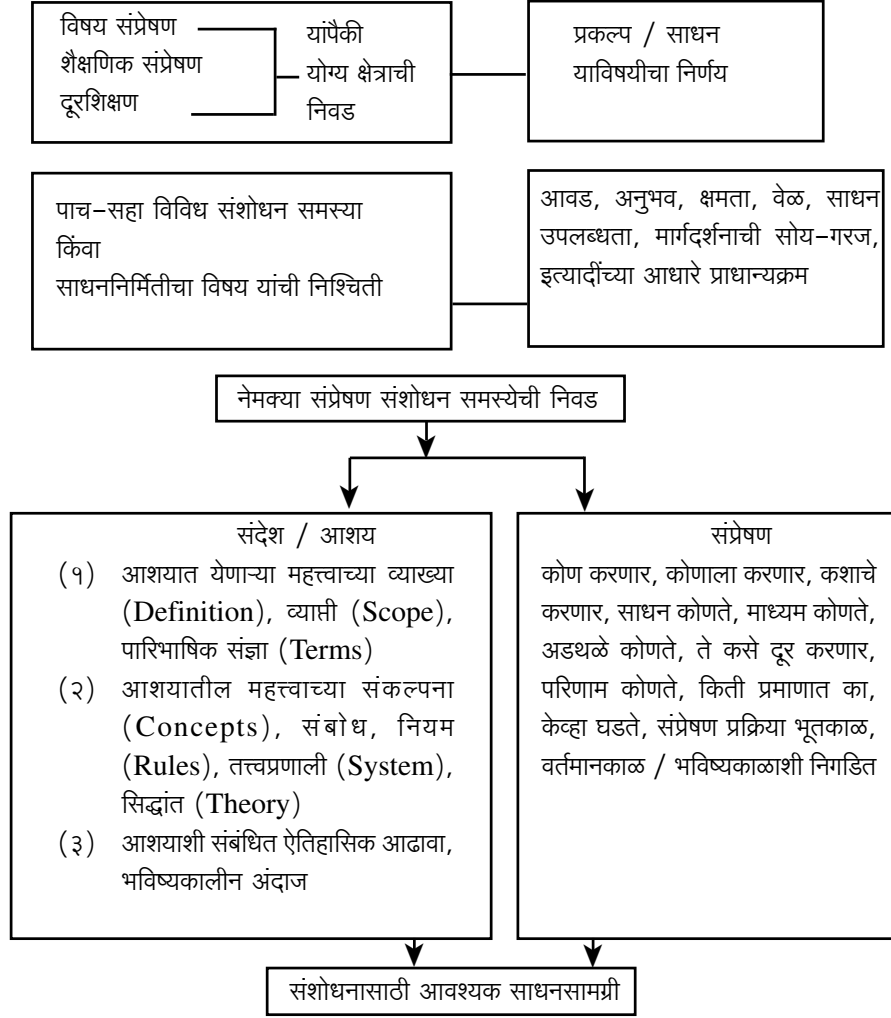 विषय संप्रेषण
शैक्षणिक संप्रेषण
दूरशिक्षण
यांपैकी
योग्य क्षेत्राची
निवड
प्रकल्प / साधन
याविषयीचा निर्णय
पाच-सहा विविध संशोधन समस्या
किंवा
साधननिर्मितीचा विषय यांची निश्चिती
आवड, अनुभव, क्षमता, वेळ, साधन
उपलब्धता, मार्गदर्शनाची सोय-गरज,
इत्यादींच्या आधारे प्राधान्यक्रम
नेमक्या संप्रेषण संशोधन समस्येची निवड
संदेश / आशय
(१) आशयात येणाऱ्या महत्त्वाच्या व्याख्या
(Definition), व्याप्ती (Scope),
पारिभाषिक संज्ञा (Terms)
(२) आशयातील महत्त्वाच्या संकल्पना
(Concepts), संबोध, नियम
(Rules), तत्त्वप्रणाली (System),
सिद्धांत (Theory)
(३) आशयाशी संबंधित ऐतिहासिक आढावा,
भविष्यकालीन अंदाज
संप्रेषण
कोण करणार, कोणाला करणार, कशाचे
करणार, साधन कोणते, माध्यम कोणते,
अडथळे कोणते, ते कसे दूर करणार,
परिणाम कोणते, किती प्रमाणात का,
केव्हा घडते, संप्रेषण प्रक्रिया भूतकाळ,
वर्तमानकाळ / भविष्यकाळाशी निगडित
संशोधनासाठी आवश्यक साधनसामग्री